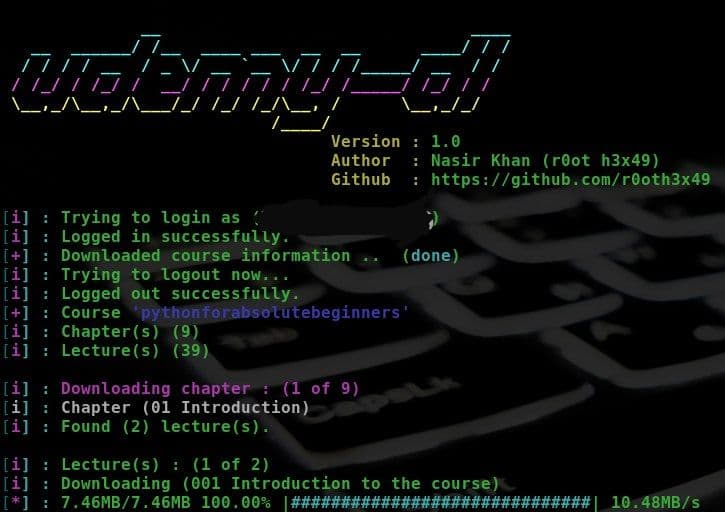 udemy-dl
Version : 1.0
Author : Nasir Khan (r0ot h3x49)
Github : https://github.com/r0oth3x49
[i] : Trying to login as ( )
[i] : Logged in successfully.
[+] : Downloaded course information .. (done)
[i] : Trying to logout now...
[i] : Logged out successfully.
[+] : Course 'pythonforabsolutebeginners'
[i] : Chapter(s) (9)
[i] : Lecture(s) (39)
[i] : Downloading chapter : (1 of 9)
[i] : Chapter (01 Introduction)
[i] : Found (2) lecture(s).
[i] : Lecture(s) : (1 of 2)
[i] : Downloading (001 Introduction to the course)
[*] : 7.46MB/7.46MB 100.00% |##############################| 10.48MB/s
Tab
CapsLk
A